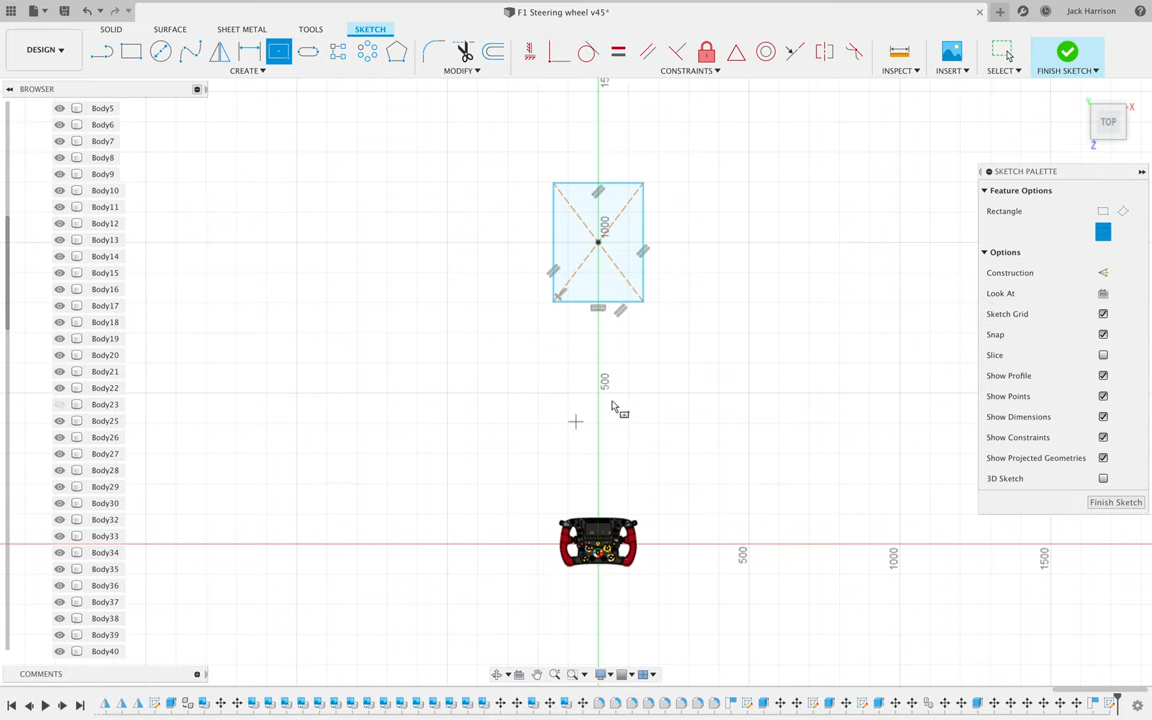 F1 Steering wheel v45*
Jack Harrison
DESIGN
SOLID
SURFACE
SHEET METAL
TOOLS
SKETCH
CREATE
MODIFY
CONSTRAINTS
INSPECT
INSERT
SELECT
FINISH SKETCH
BROWSER
Body5
Body6
Body7
Body8
Body9
Body10
Body11
Body12
Body13
Body14
Body15
Body16
Body17
Body18
Body19
Body20
Body21
Body22
Body23
Body25
Body26
Body27
Body28
Body29
Body30
Body32
Body33
Body34
Body35
Body36
Body37
Body38
Body39
Body40
1000
500
500
1000
1500
TOP
X
Y
Z
SKETCH PALETTE
Feature Options
Rectangle
Options
Construction
Look At
Sketch Grid
Snap
Slice
Show Profile
Show Points
Show Dimensions
Show Constraints
Show Projected Geometries
3D Sketch
Finish Sketch
COMMENTS